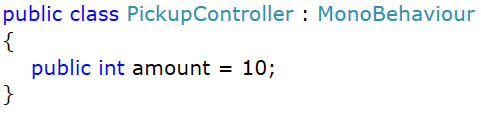 public class PickupController : MonoBehaviour
{
    public int amount = 10;
}